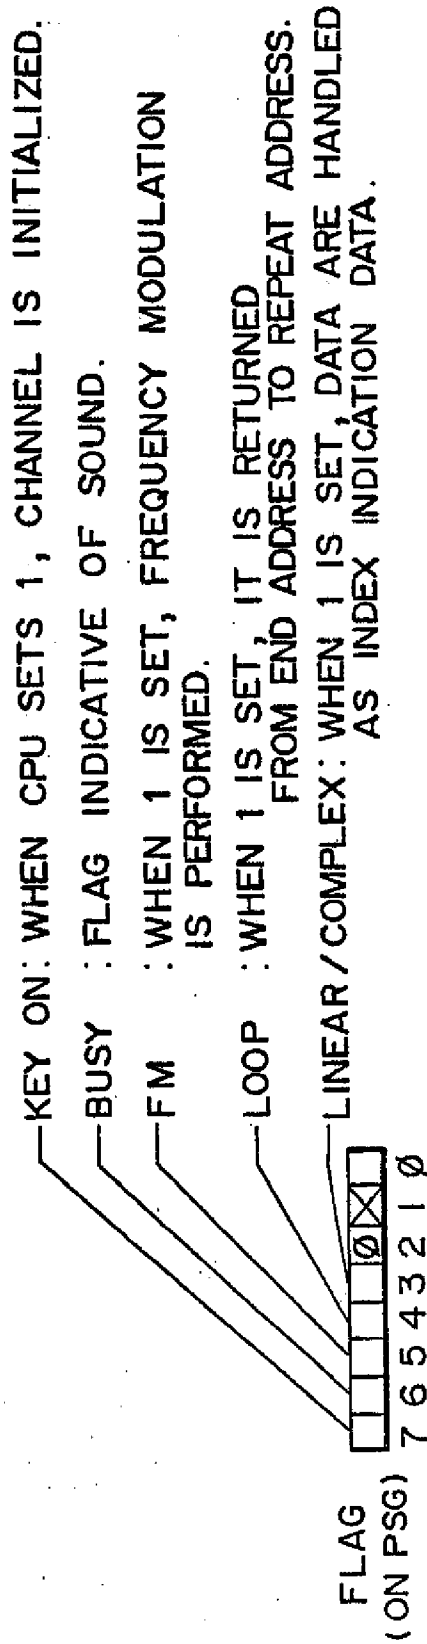 KEY ON: WHEN CPU SETS 1, CHANNEL IS INITIALIZED.
BUSY : FLAG INDICATIVE OF SOUND.
FM : WHEN 1 IS SET, FREQUENCY MODULATION
IS PERFORMED.
LOOP : WHEN 1 IS SET, IT IS RETURNED
FROM END ADDRESS TO REPEAT ADDRESS.
LINEAR/COMPLEX: WHEN 1 IS SET, DATA ARE HANDLED
AS INDEX INDICATION DATA.
FLAG
(ON PSG)
Ø
7 6 5 4 3 2 1 Ø